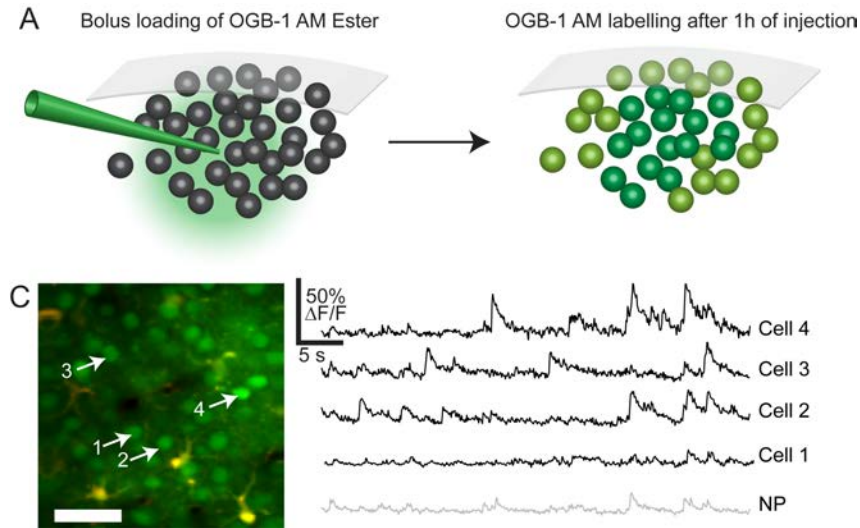 A
Bolus loading of OGB-1 AM Ester
OGB-1 AM labelling after 1h of injection
C
3
4
1
2
50%
ΔF/F
5 s
Cell 4
Cell 3
Cell 2
Cell 1
NP